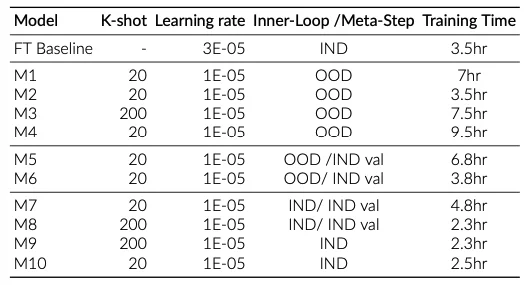 Model K-shot Learning rate Inner-Loop /Meta-Step Training Time
FT Baseline - 3E-05 IND 3.5hr
M1 20 1E-05 OOD 7hr
M2 20 1E-05 OOD 3.5hr
M3 200 1E-05 OOD 7.5hr
M4 20 1E-05 OOD 9.5hr
M5 20 1E-05 OOD /IND val 6.8hr
M6 20 1E-05 OOD/ IND val 3.8hr
M7 20 1E-05 IND/ IND val 4.8hr
M8 200 1E-05 IND/ IND val 2.3hr
M9 200 1E-05 IND 2.3hr
M10 20 1E-05 IND 2.5hr